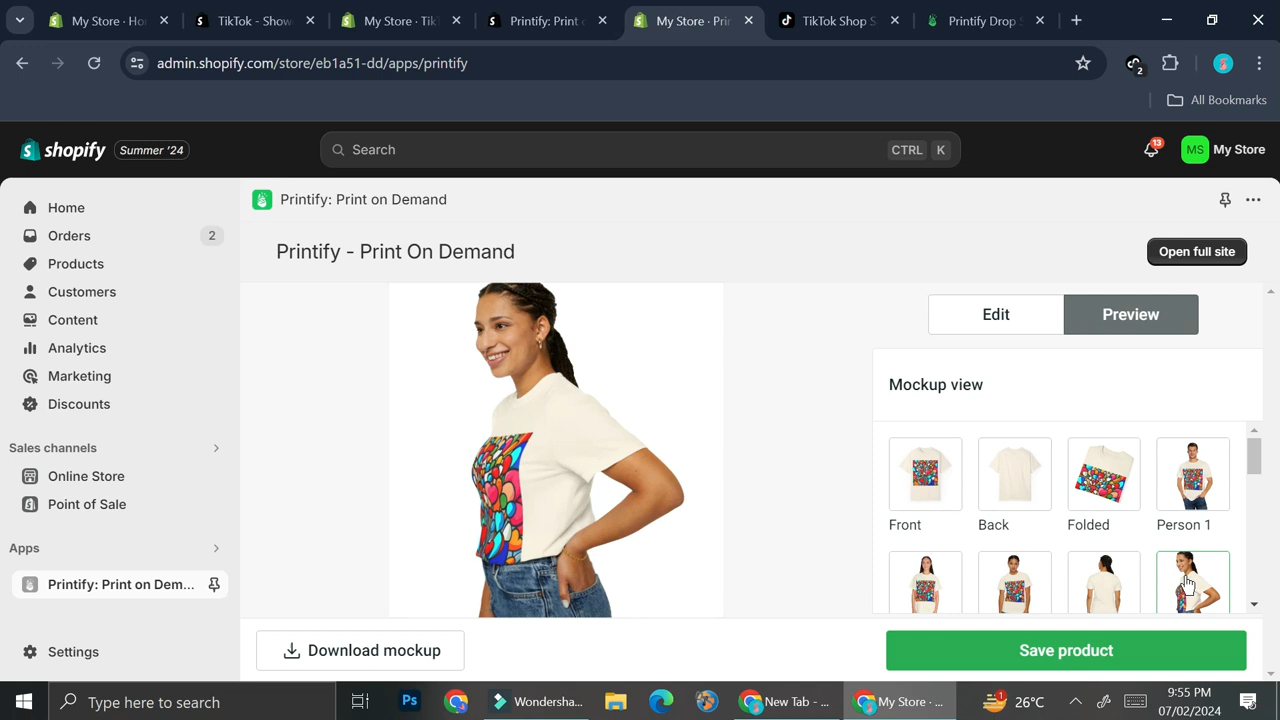 My Store · Ho
TikTok - Show
My Store · Tik
Printify: Print o
My Store · Prin
TikTok Shop S
Printify Drop S
admin.shopify.com/store/eb1a51-dd/apps/printify
2
All Bookmarks
shopify
Summer '24
Search
CTRL K
13
MS
My Store
Home
Orders 2
Products
Customers
Content
Analytics
Marketing
Discounts
Sales channels
Online Store
Point of Sale
Apps
Printify: Print on Dem...
Settings
Printify: Print on Demand
Printify - Print On Demand
Open full site
Edit
Preview
Mockup view
Front
Back
Folded
Person 1
Download mockup
Save product
Type here to search
Ps
Wondersha...
New Tab - ...
My Store · ...
1
26°C
9:55 PM
07/02/2024